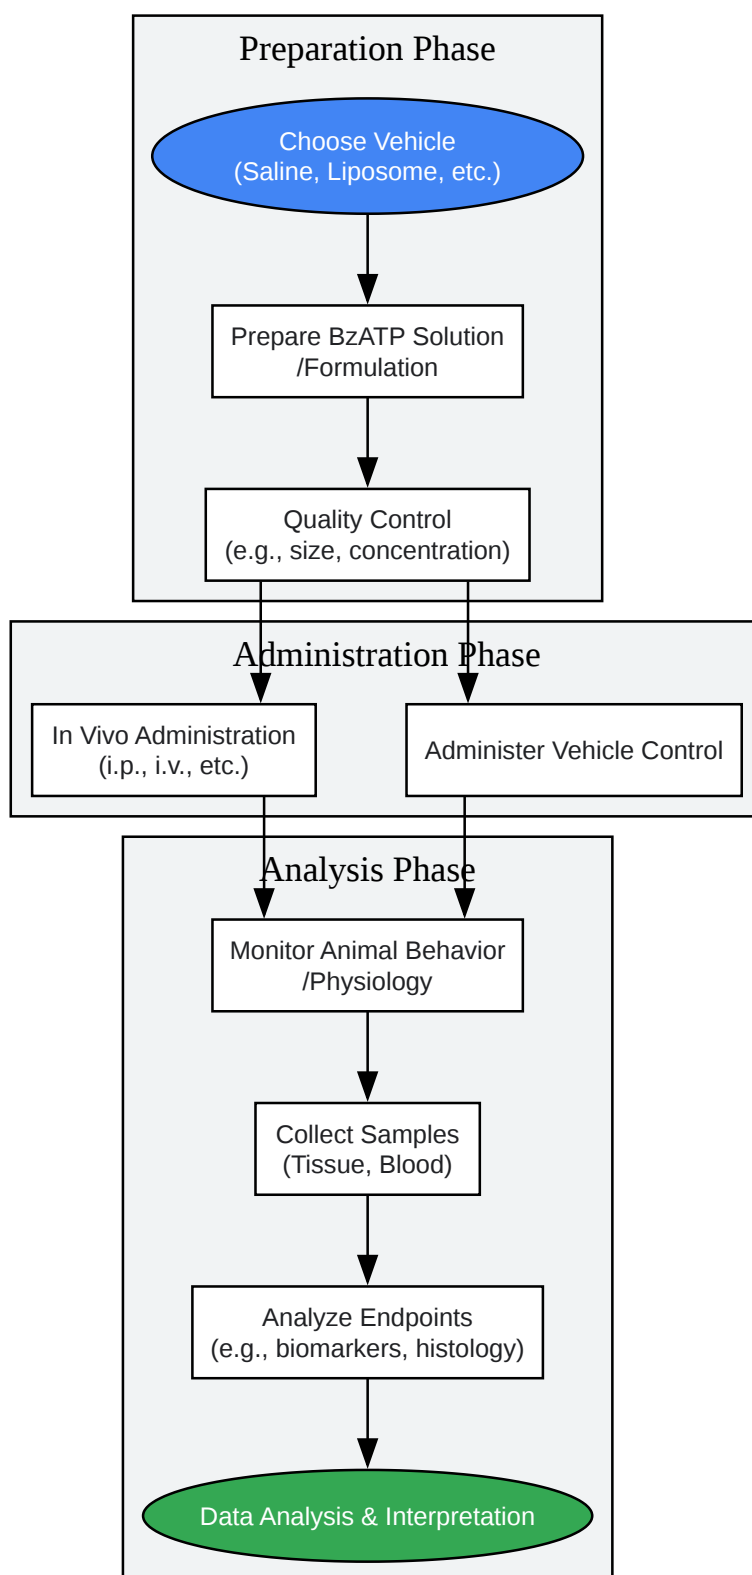 Preparation Phase
Choose Vehicle
(Saline, Liposome, etc.)
Prepare BzATP Solution
/Formulation
Quality Control
(e.g., size, concentration)
Administration Phase
In Vivo Administration
(i.p., i.v., etc.)
Administer Vehicle Control
Analysis Phase
Monitor Animal Behavior
/Physiology
Collect Samples
(Tissue, Blood)
Analyze Endpoints
(e.g., biomarkers, histology)
Data Analysis & Interpretation